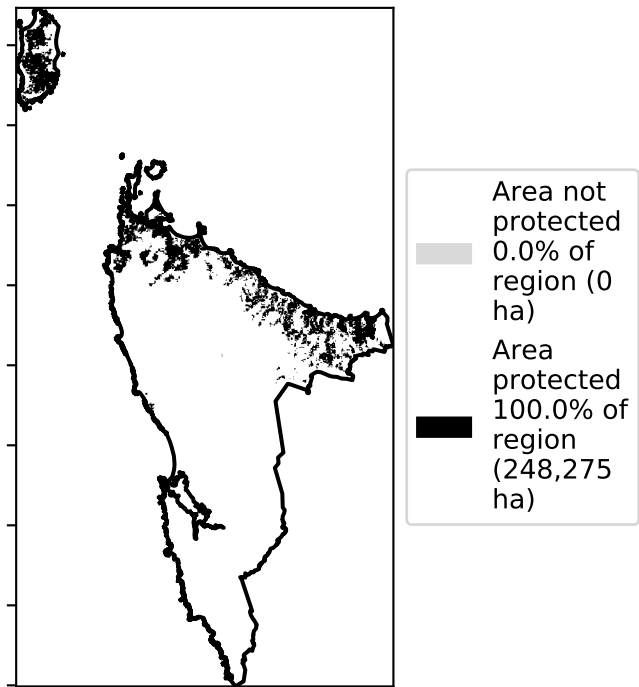 Area not
protected
0.0% of
region (0
ha)
Area
protected
100.0% of
region
(248,275
ha)